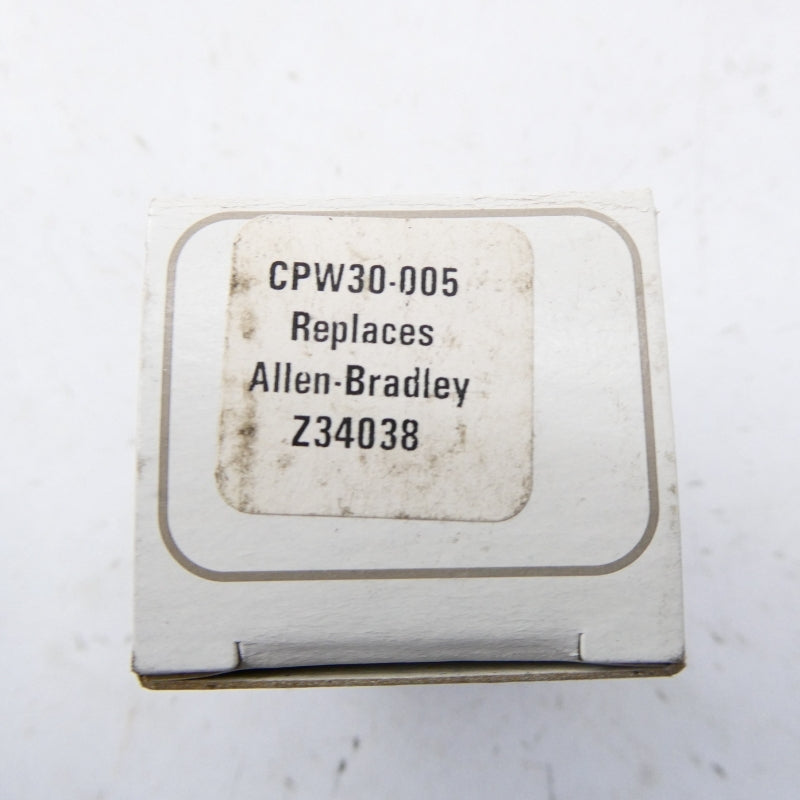 CPW30-005
Replaces
Allen-Bradley
Z34038